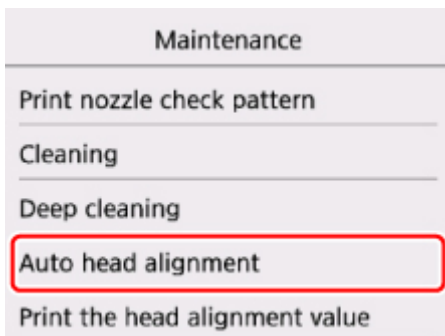 Maintenance
Print nozzle check pattern
Cleaning
Deep cleaning
Auto head alignment
Print the head alignment value